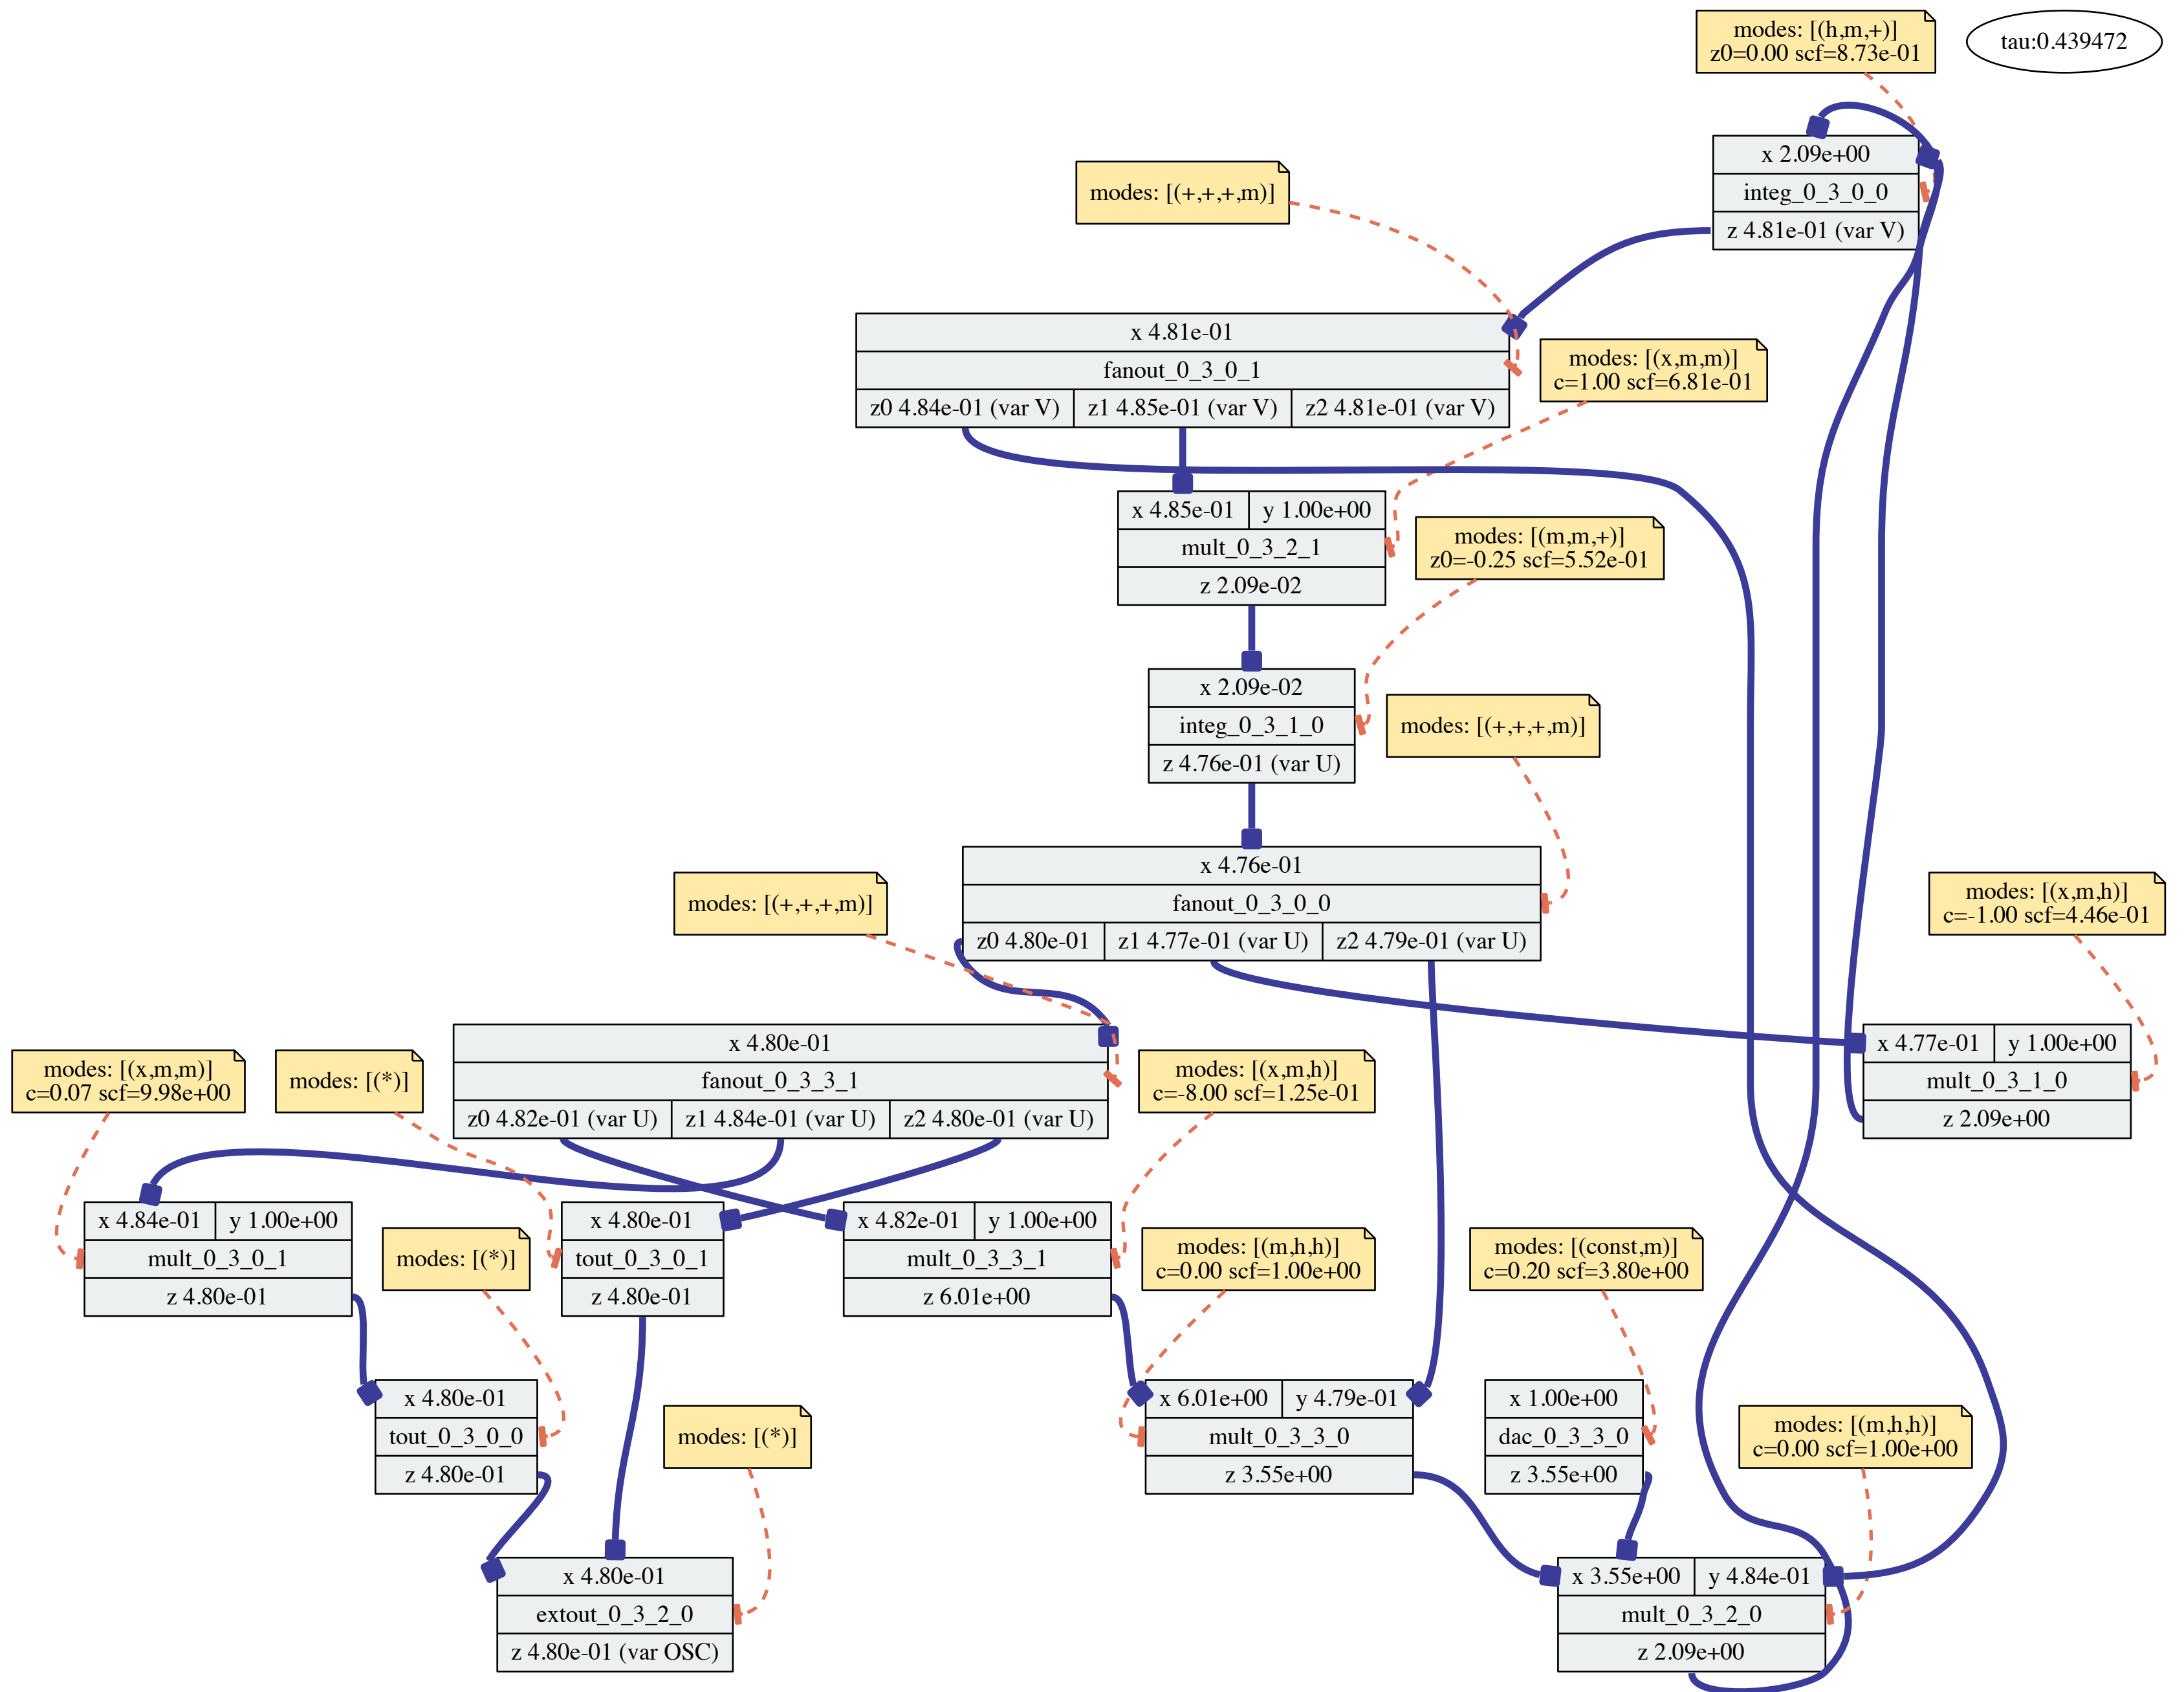 modes: [(h,m,+)]
z0=0.00 scf=8.73e-01
tau:0.439472
x 2.09e+00
integ_0_3_0_0
z 4.81e-01 (var V)
modes: [(+,+,+,m)]
x 4.81e-01
fanout_0_3_0_1
z0 4.84e-01 (var V) z1 4.85e-01 (var V) z2 4.81e-01 (var V)
modes: [(x,m,m)]
c=1.00 scf=6.81e-01
x 4.85e-01 y 1.00e+00
mult_0_3_2_1
z 2.09e-02
modes: [(m,m,+)]
z0=-0.25 scf=5.52e-01
x 2.09e-02
integ_0_3_1_0
z 4.76e-01 (var U)
modes: [(+,+,+,m)]
x 4.76e-01
fanout_0_3_0_0
z0 4.80e-01 z1 4.77e-01 (var U) z2 4.79e-01 (var U)
modes: [(+,+,+,m)]
modes: [(x,m,h)]
c=-1.00 scf=4.46e-01
x 4.80e-01
fanout_0_3_3_1
z0 4.82e-01 (var U) z1 4.84e-01 (var U) z2 4.80e-01 (var U)
x 4.77e-01 y 1.00e+00
mult_0_3_1_0
z 2.09e+00
modes: [(x,m,m)]
c=0.07 scf=9.98e+00
modes: [(*)]
modes: [(x,m,h)]
c=-8.00 scf=1.25e-01
x 4.84e-01 y 1.00e+00
mult_0_3_0_1
z 4.80e-01
x 4.80e-01
tout_0_3_0_1
z 4.80e-01
x 4.82e-01 y 1.00e+00
mult_0_3_3_1
z 6.01e+00
modes: [(*)]
modes: [(m,h,h)]
c=0.00 scf=1.00e+00
modes: [(const,m)]
c=0.20 scf=3.80e+00
x 4.80e-01
tout_0_3_0_0
z 4.80e-01
modes: [(*)]
x 6.01e+00 y 4.79e-01
mult_0_3_3_0
z 3.55e+00
x 1.00e+00
dac_0_3_3_0
z 3.55e+00
modes: [(m,h,h)]
c=0.00 scf=1.00e+00
x 4.80e-01
extout_0_3_2_0
z 4.80e-01 (var OSC)
x 3.55e+00 y 4.84e-01
mult_0_3_2_0
z 2.09e+00